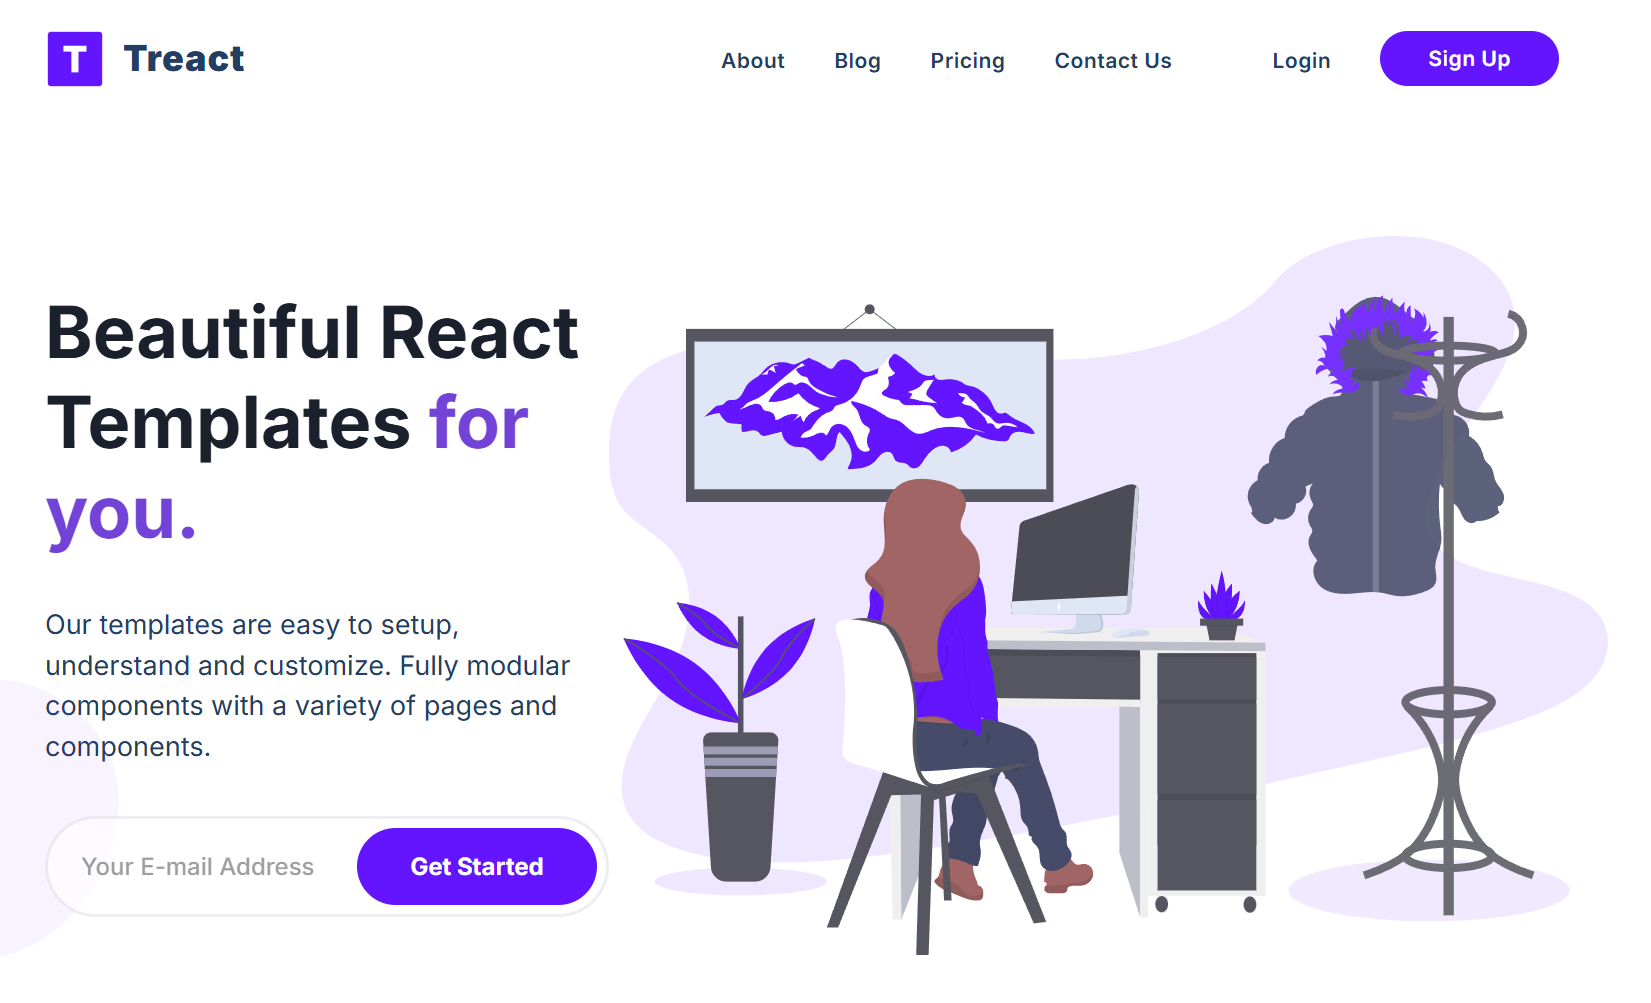 T Treact
About Blog Pricing Contact Us Login Sign Up
Beautiful React
Templates for
you.
Our templates are easy to setup,
understand and customize. Fully modular
components with a variety of pages and
components.
Your E-mail Address Get Started